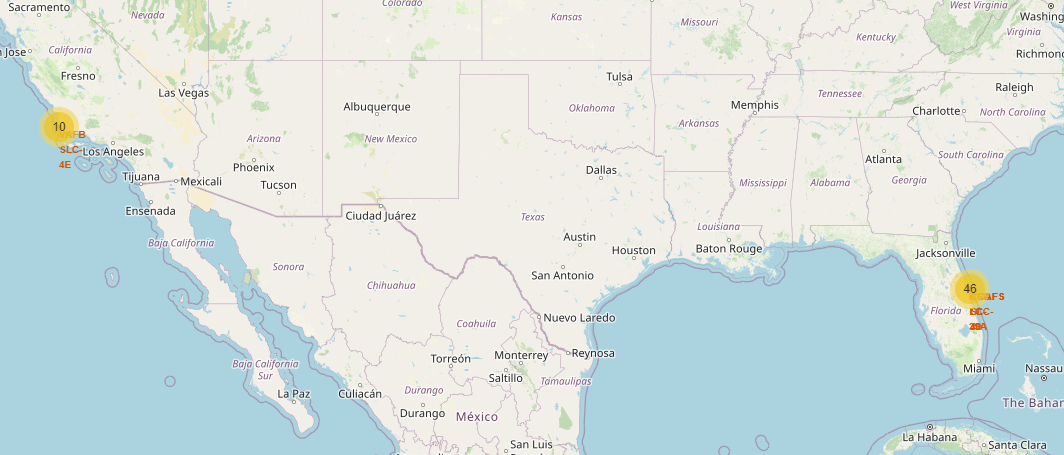 Sacramento
Nevada
Colorado
Kansas
Missouri
West Virginia
Washing
n Jose
California
Kentucky
Virginia
Richmon
Fresno
Las Vegas
Tulsa
Raleigh
Albuquerque
Oklahoma
Memphis
Tennessee
Charlotte
North Carolina
10
AFB
SLC-
4E
Los Angeles
Arizona
New Mexico
Arkansas
Phoenix
Atlanta
South Carolina
Tijuana
Mexicali
Tucson
Dallas
Mississippi
Alabama
Georgia
Ensenada
Ciudad Juárez
Texas
Baja California
Austin
Louisiana
Houston
Baton Rouge
Jacksonville
Sonora
San Antonio
Chihuahua
46
AFS
LC-
Florida
Nuevo Laredo
Coahuila
Torreón
Monterrey
Reynosa
Baja California
Sur
Saltillo
Tamaulipas
Miami
Nassau
La Paz
Culiacán
Durango
Durango
México
The Bahar
La Habana
San Luis
Santa Clara